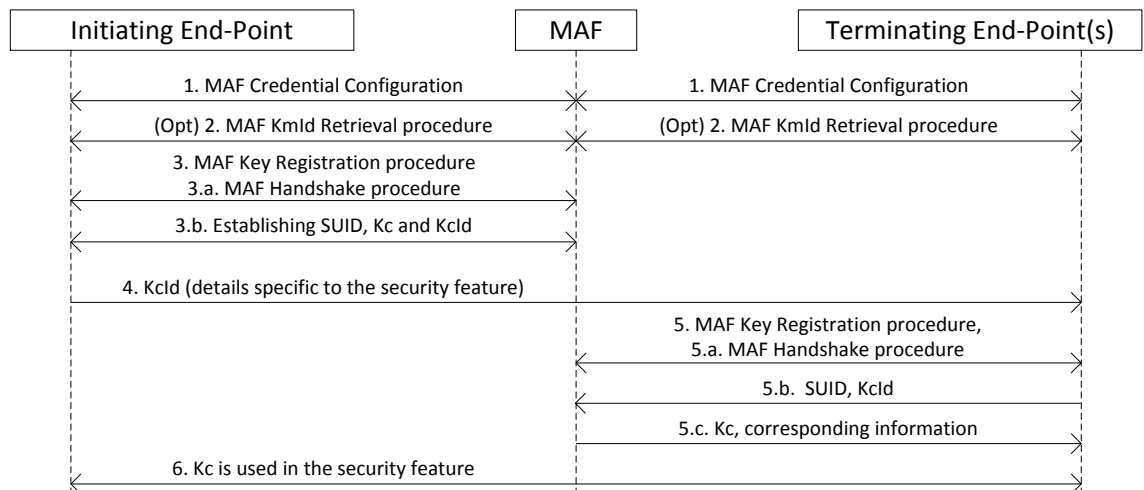 Initiating End-Point
MAF
Terminating End-Point(s)
1. MAF Credential Configuration
1. MAF Credential Configuration
(Opt) 2. MAF KmId Retrieval procedure
(Opt) 2. MAF KmId Retrieval procedure
3. MAF Key Registration procedure
3.a. MAF Handshake procedure
3.b. Establishing SUID, Kc and KcId
4. KcId (details specific to the security feature)
5. MAF Key Registration procedure,
5.a. MAF Handshake procedure
5.b. SUID, KcId
5.c. Kc, corresponding information
6. Kc is used in the security feature